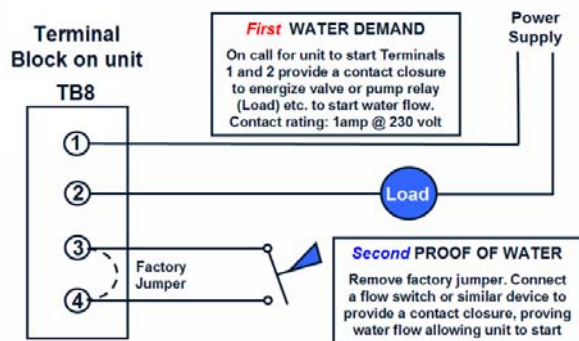 Terminal
Block on unit
TB8
1
2
3
4
Factory
Jumper
First WATER DEMAND
On call for unit to start Terminals
1 and 2 provide a contact closure
to energize valve or pump relay
(Load) etc. to start water flow.
Contact rating: 1amp @ 230 volt
Power
Supply
Load
Second PROOF OF WATER
Remove factory jumper. Connect
a flow switch or similar device to
provide a contact closure, proving
water flow allowing unit to start